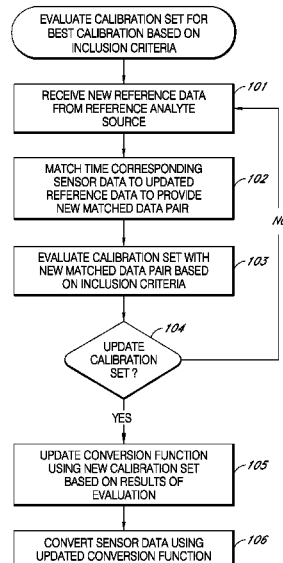 EVALUATE CALIBRATION SET FOR
BEST CALIBRATION BASED ON
INCLUSION CRITERIA
101
RECEIVE NEW REFERENCE DATA
FROM REFERENCE ANALYTE
SOURCE
102
MATCH TIME CORRESPONDING
SENSOR DATA TO UPDATED
REFERENCE DATA TO PROVIDE
NEW MATCHED DATA PAIR
103
EVALUATE CALIBRATION SET WITH
NEW MATCHED DATA PAIR BASED
ON INCLUSION CRITERIA
104
UPDATE
CALIBRATION
SET ?
YES
105
UPDATE CONVERSION FUNCTION
USING NEW CALIBRATION SET
BASED ON RESULTS OF
EVALUATION
106
CONVERT SENSOR DATA USING
UPDATED CONVERSION FUNCTION